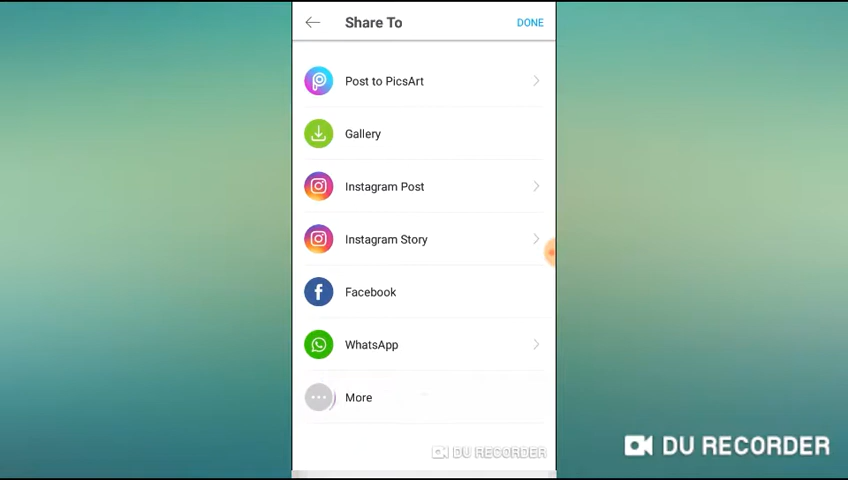 Share To
DONE
Post to PicsArt
Gallery
Instagram Post
Instagram Story
Facebook
WhatsApp
More
DU RECORDER
DU RECORDER